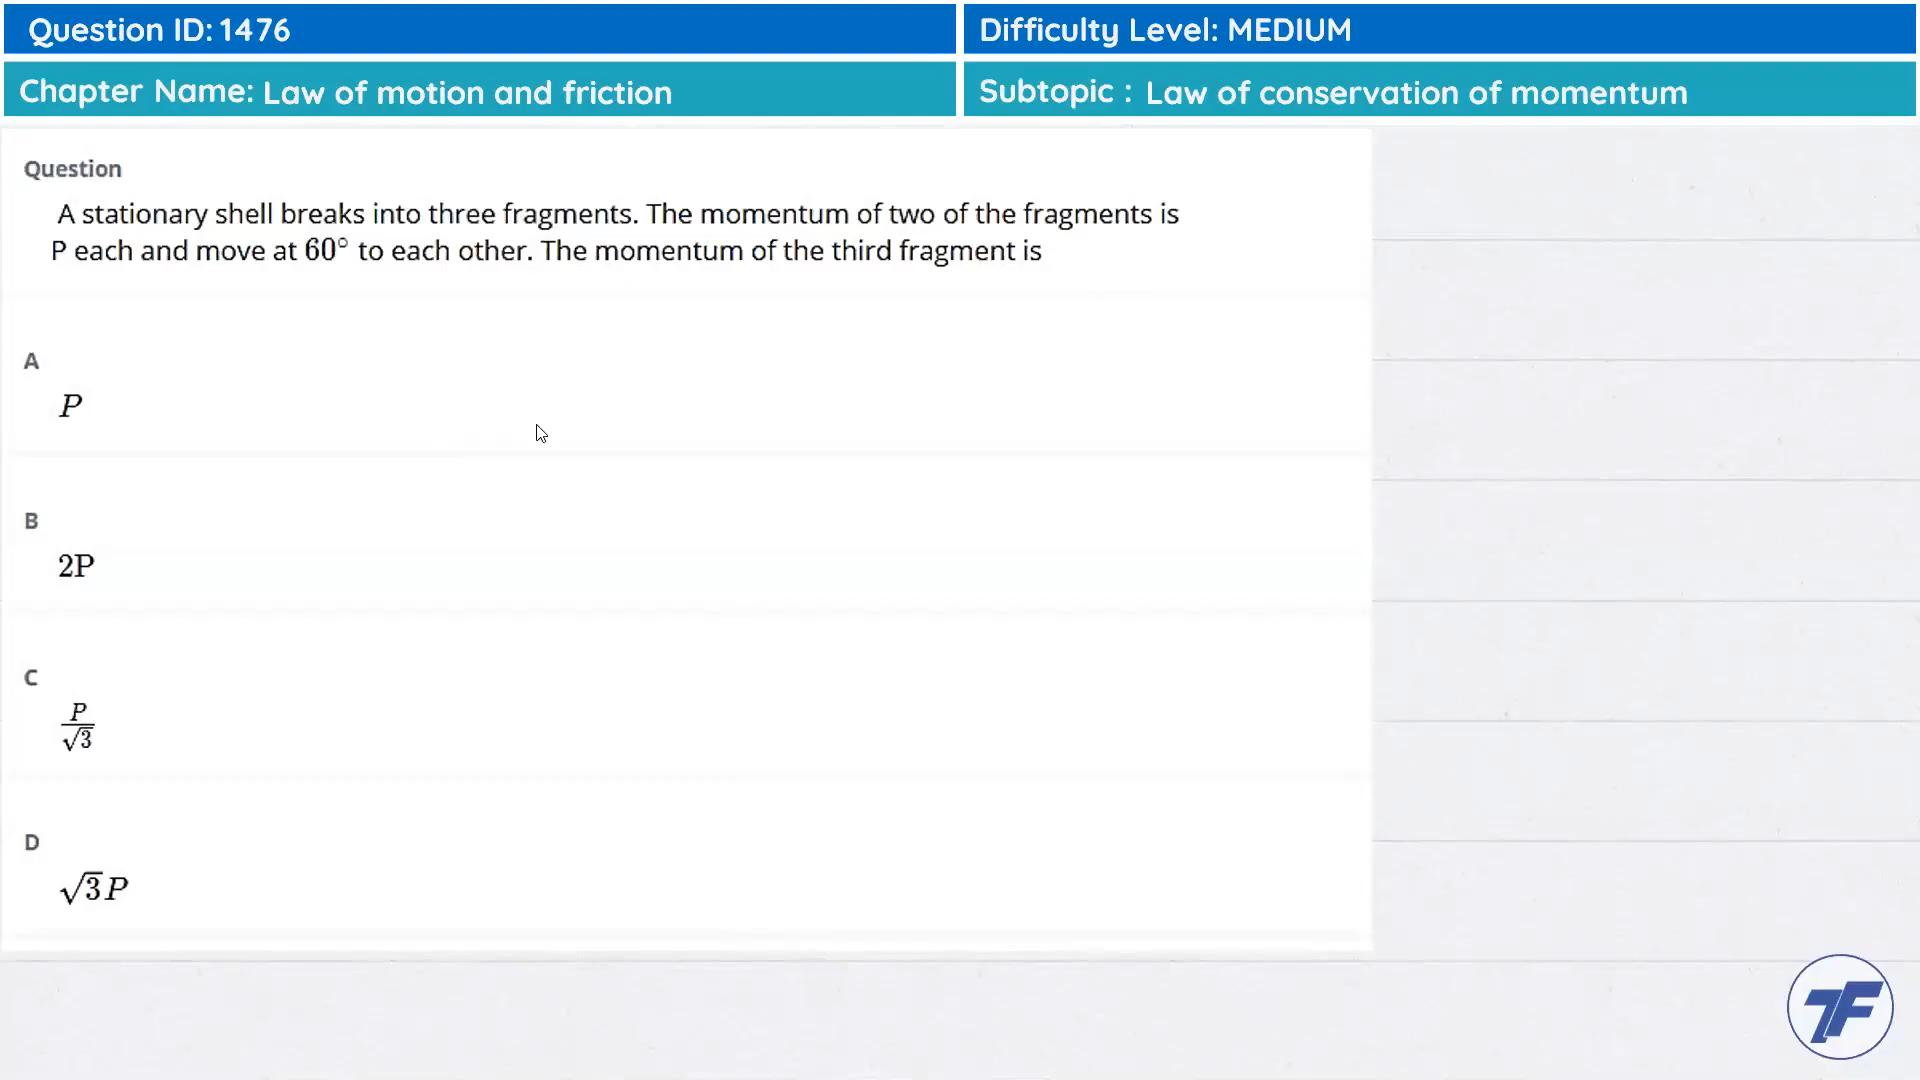 Question ID: 1476
Difficulty Level: MEDIUM
Chapter Name: Law of motion and friction
Subtopic : Law of conservation of momentum
Question
A stationary shell breaks into three fragments. The momentum of two of the fragments is
P each and move at 60° to each other. The momentum of the third fragment is
A
P
B
2P
C
P/√3
D
√3P
TF